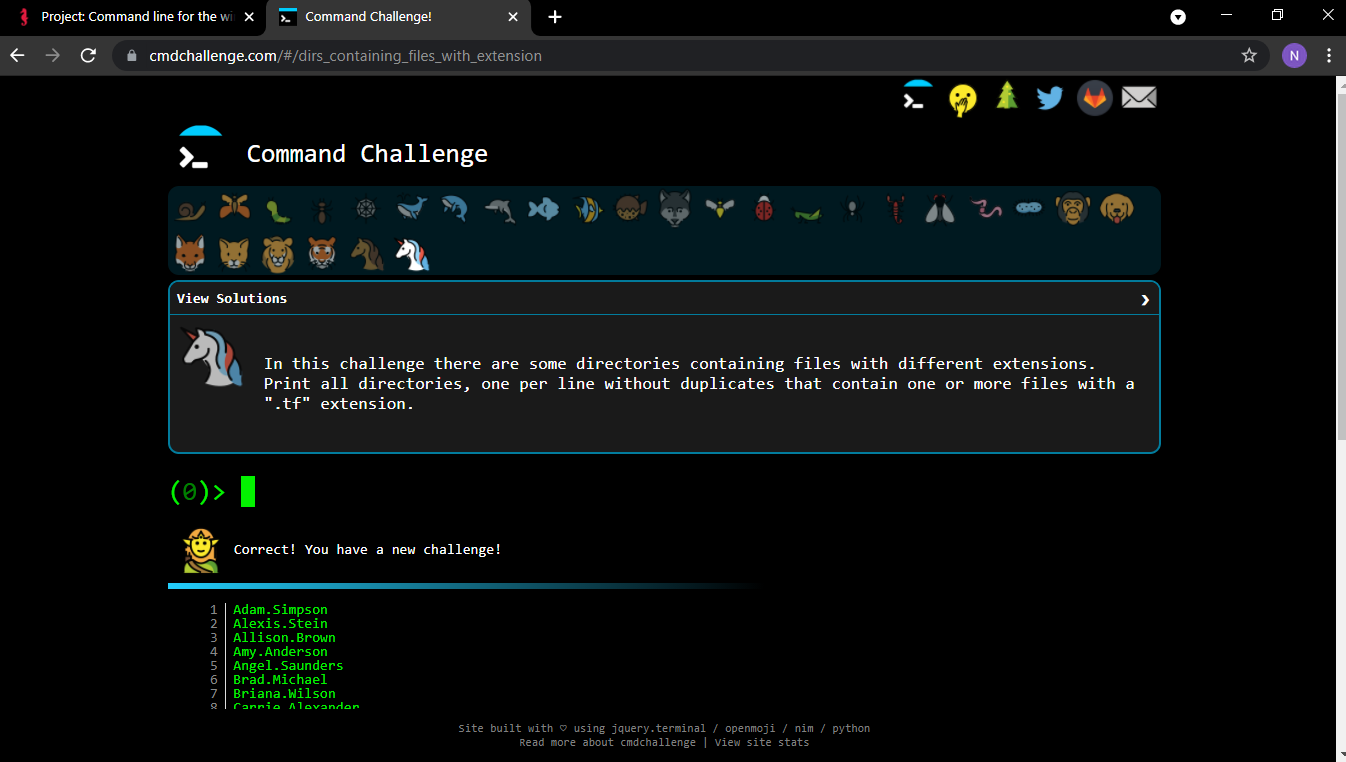 Project: Command line for the wi
Command Challenge!
cmdchallenge.com/#/dirs_containing_files_with_extension
N
Command Challenge
View Solutions
In this challenge there are some directories containing files with different extensions.
Print all directories, one per line without duplicates that contain one or more files with a
".tf" extension.
(0)>
Correct! You have a new challenge!
1 Adam.Simpson
2 Alexis.Stein
3 Allison.Brown
4 Amy.Anderson
5 Angel.Saunders
6 Brad.Michael
7 Briana.Wilson
8 Carrie.Alexander
Site built with ♡ using jquery.terminal / openmoji / nim / python
Read more about cmdchallenge | View site stats